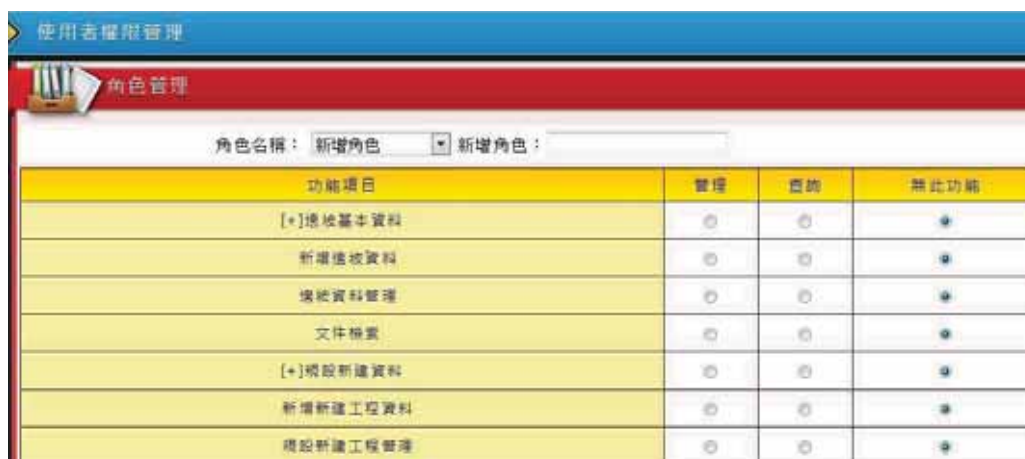 使用者權限管理
角色管理
角色名稱： 新增角色 新增角色：
功能項目 管理 查詢 無此功能
[+]邊坡基本資料
新增邊坡資料
邊坡資料管理
文件檢索
[+]規設新建資料
新增新建工程資料
規設新建工程管理